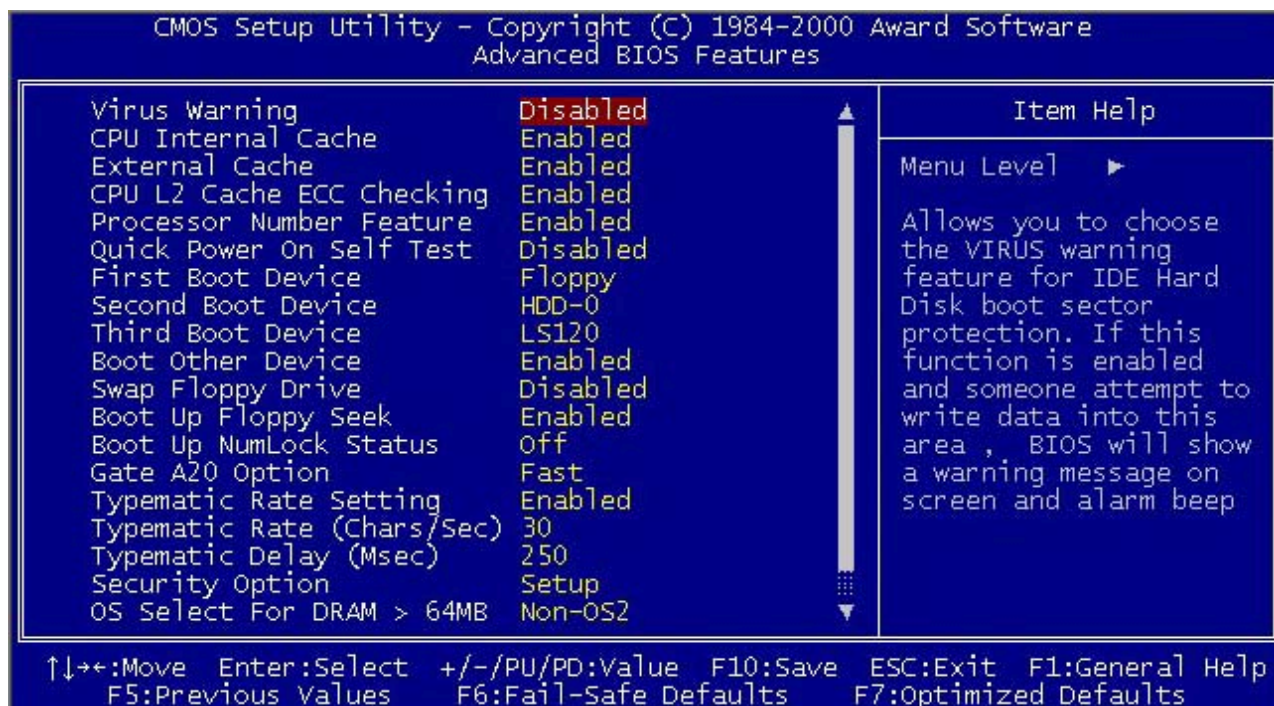 CMOS Setup Utility – Copyright (C) 1984–2000 Award Software
Advanced BIOS Features
Virus Warning Disabled
CPU Internal Cache Enabled
External Cache Enabled
CPU L2 Cache ECC Checking Enabled
Processor Number Feature Enabled
Quick Power On Self Test Disabled
First Boot Device Floppy
Second Boot Device HDD-0
Third Boot Device LS120
Boot Other Device Enabled
Swap Floppy Drive Disabled
Boot Up Floppy Seek Enabled
Boot Up NumLock Status Off
Gate A20 Option Fast
Typematic Rate Setting Enabled
Typematic Rate (Chars/Sec) 30
Typematic Delay (Msec) 250
Security Option Setup
OS Select For DRAM > 64MB Non-OS2
Item Help
Menu Level ►
Allows you to choose
the VIRUS warning
feature for IDE Hard
Disk boot sector
protection. If this
function is enabled
and someone attempt to
write data into this
area , BIOS will show
a warning message on
screen and alarm beep
↑↓→←:Move Enter:Select +/-/PU/PD:Value F10:Save ESC:Exit F1:General Help
F5:Previous Values F6:Fail-Safe Defaults F7:Optimized Defaults